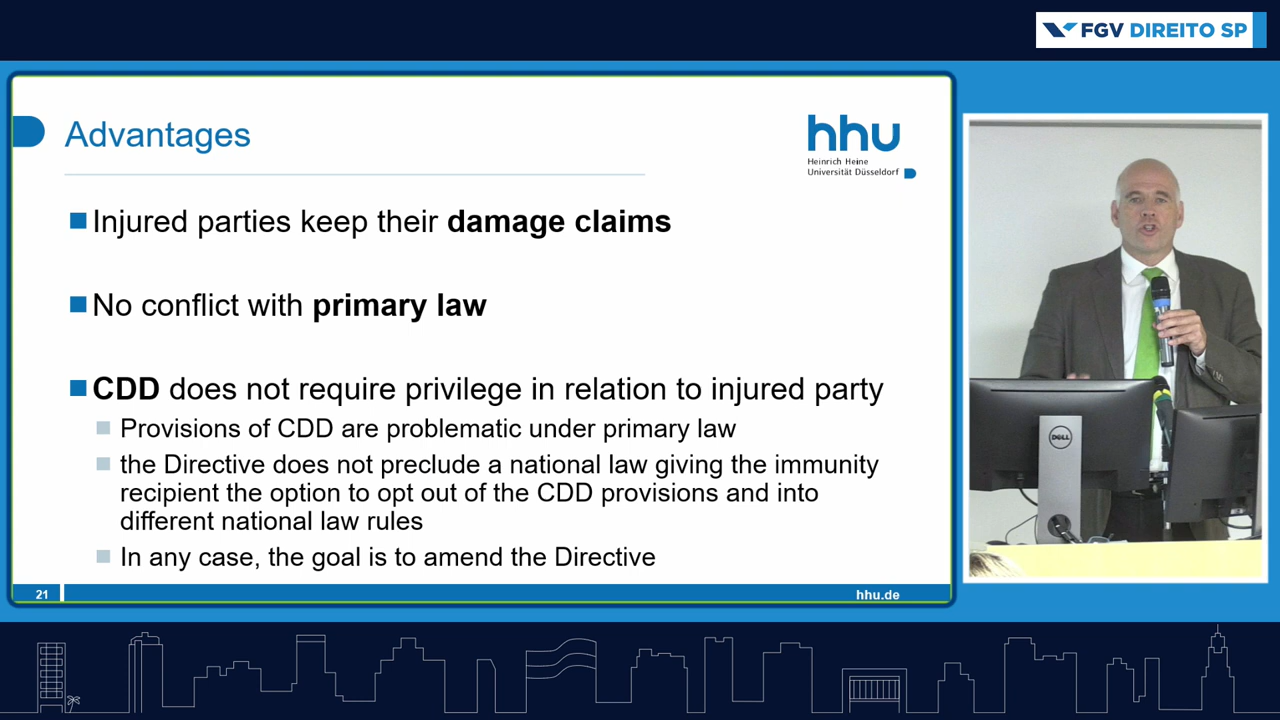 FGV DIREITO SP
Advantages
hhu
Heinrich Heine
Universität Düsseldorf
Injured parties keep their damage claims
No conflict with primary law
CDD does not require privilege in relation to injured party
Provisions of CDD are problematic under primary law
the Directive does not preclude a national law giving the immunity
recipient the option to opt out of the CDD provisions and into
different national law rules
In any case, the goal is to amend the Directive
21
hhu.de
DELL